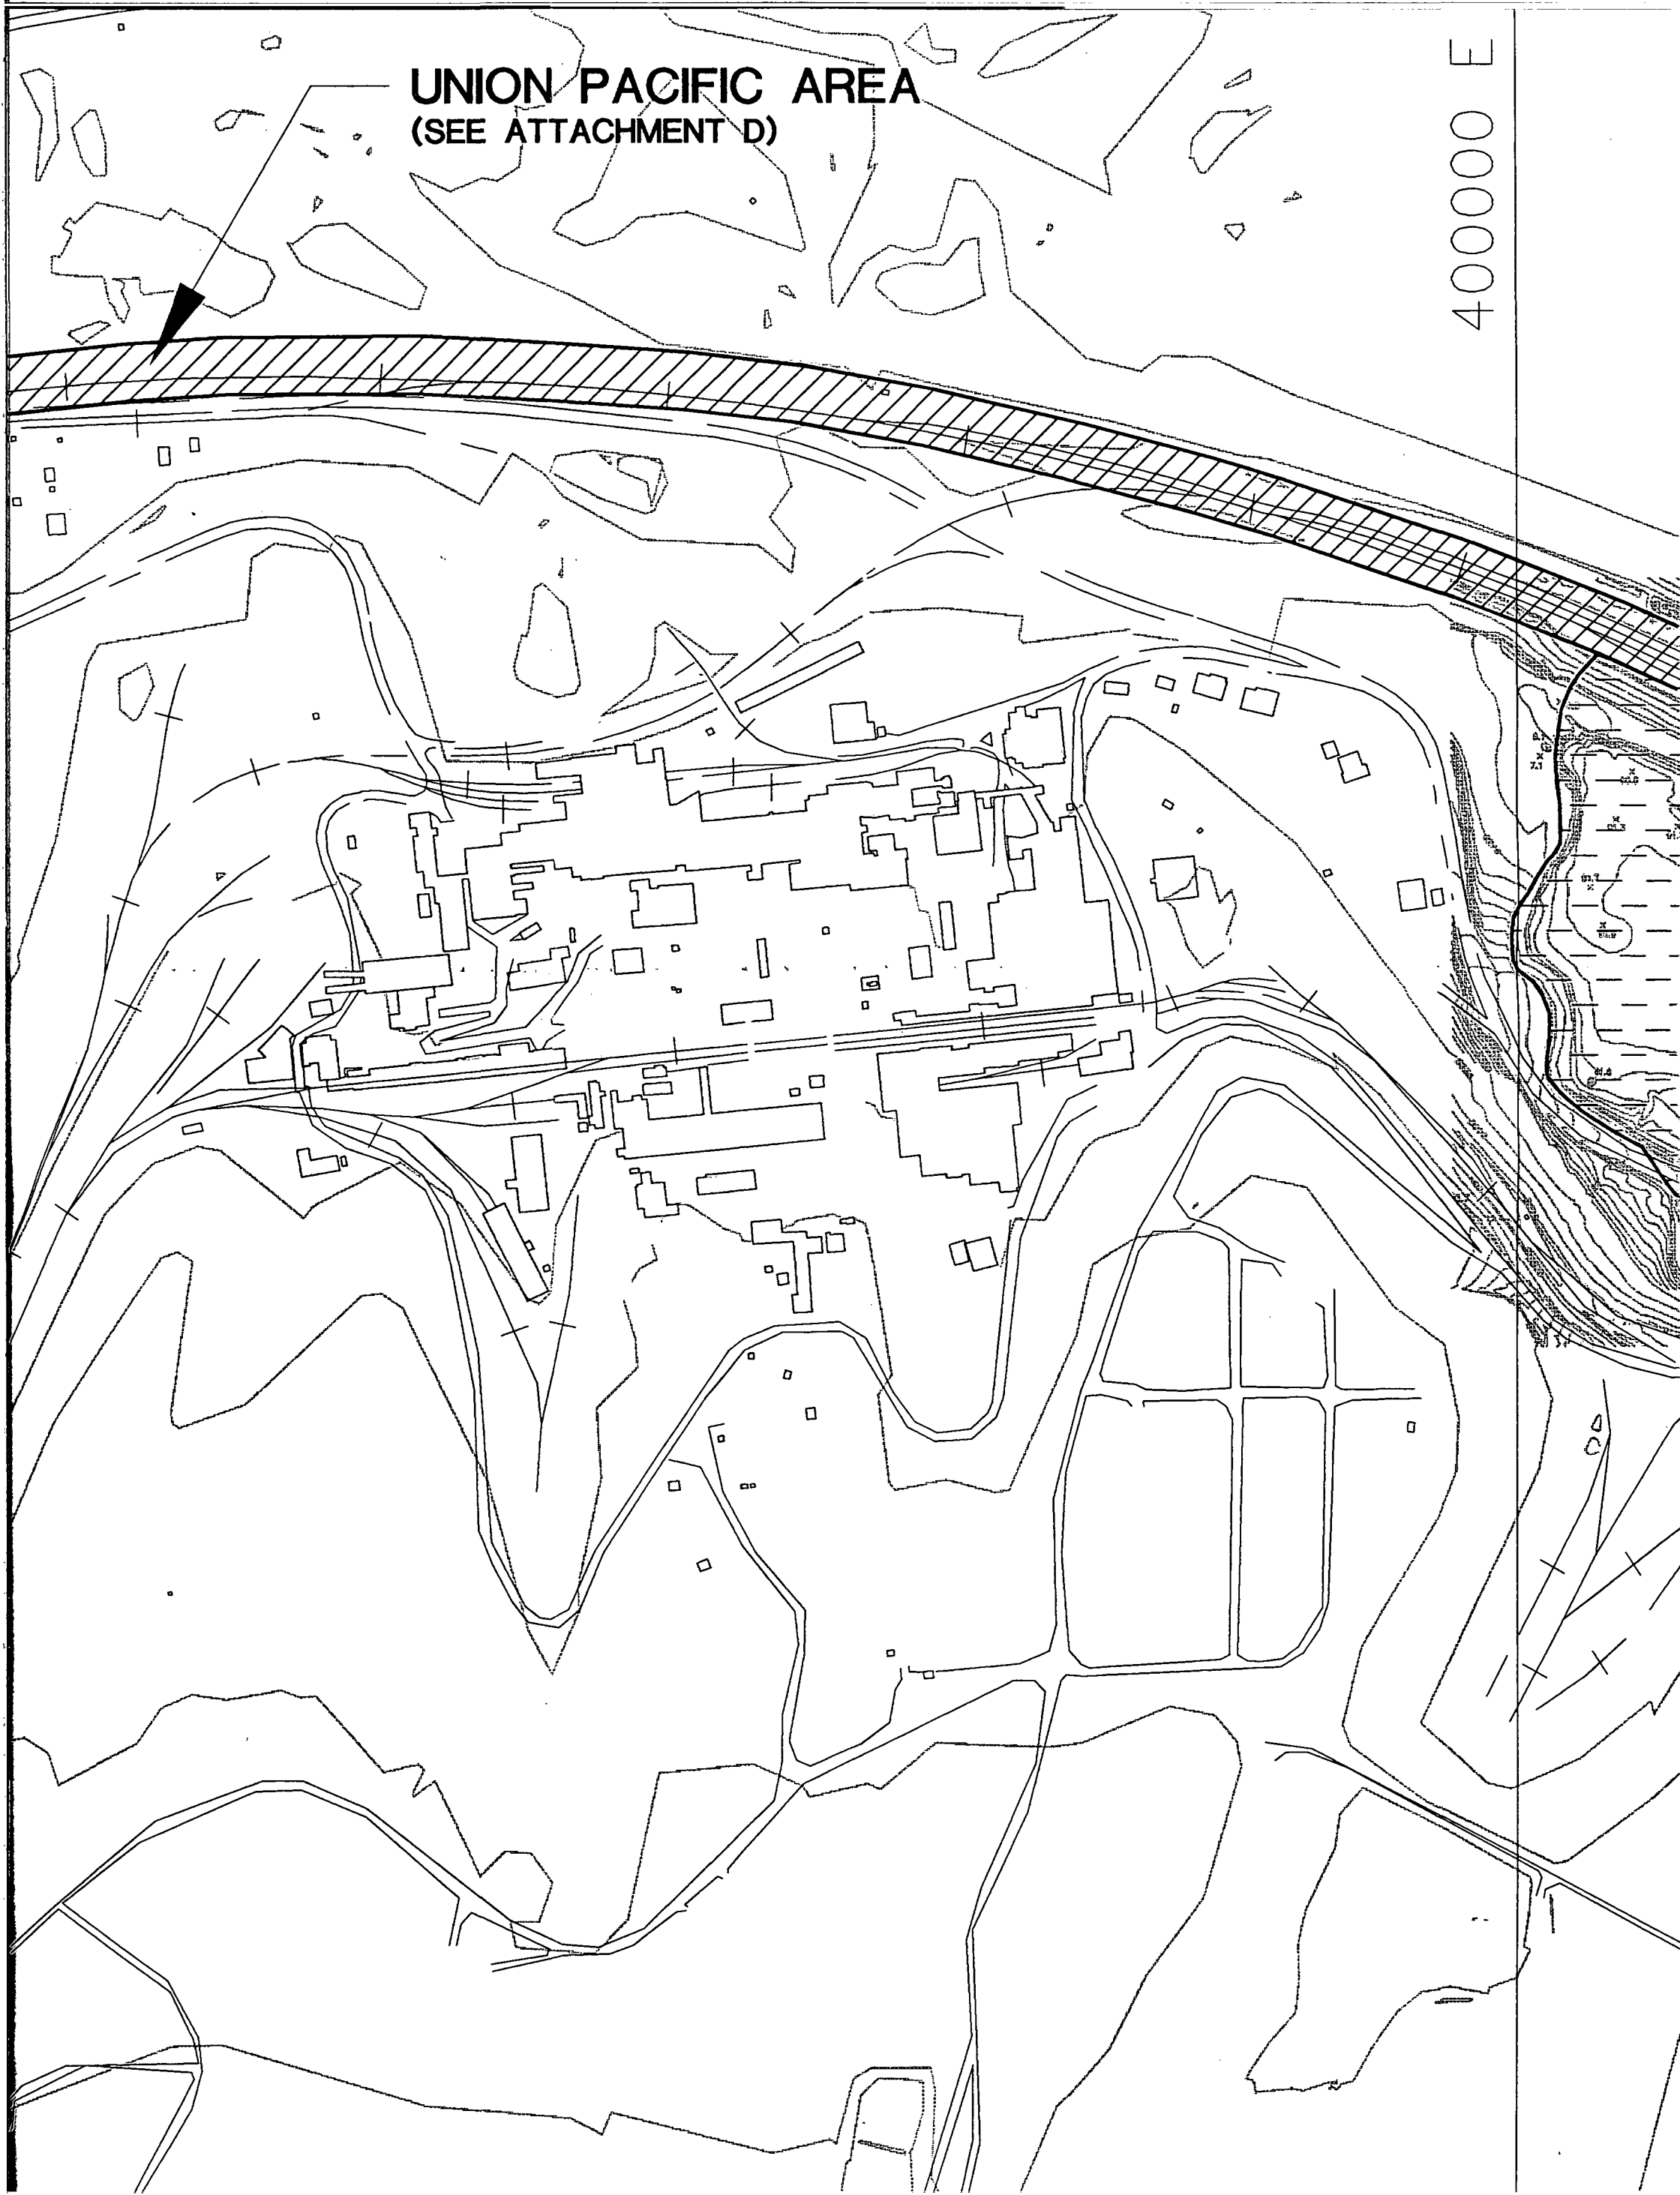 UNION PACIFIC AREA
(SEE ATTACHMENT D)
400000 E